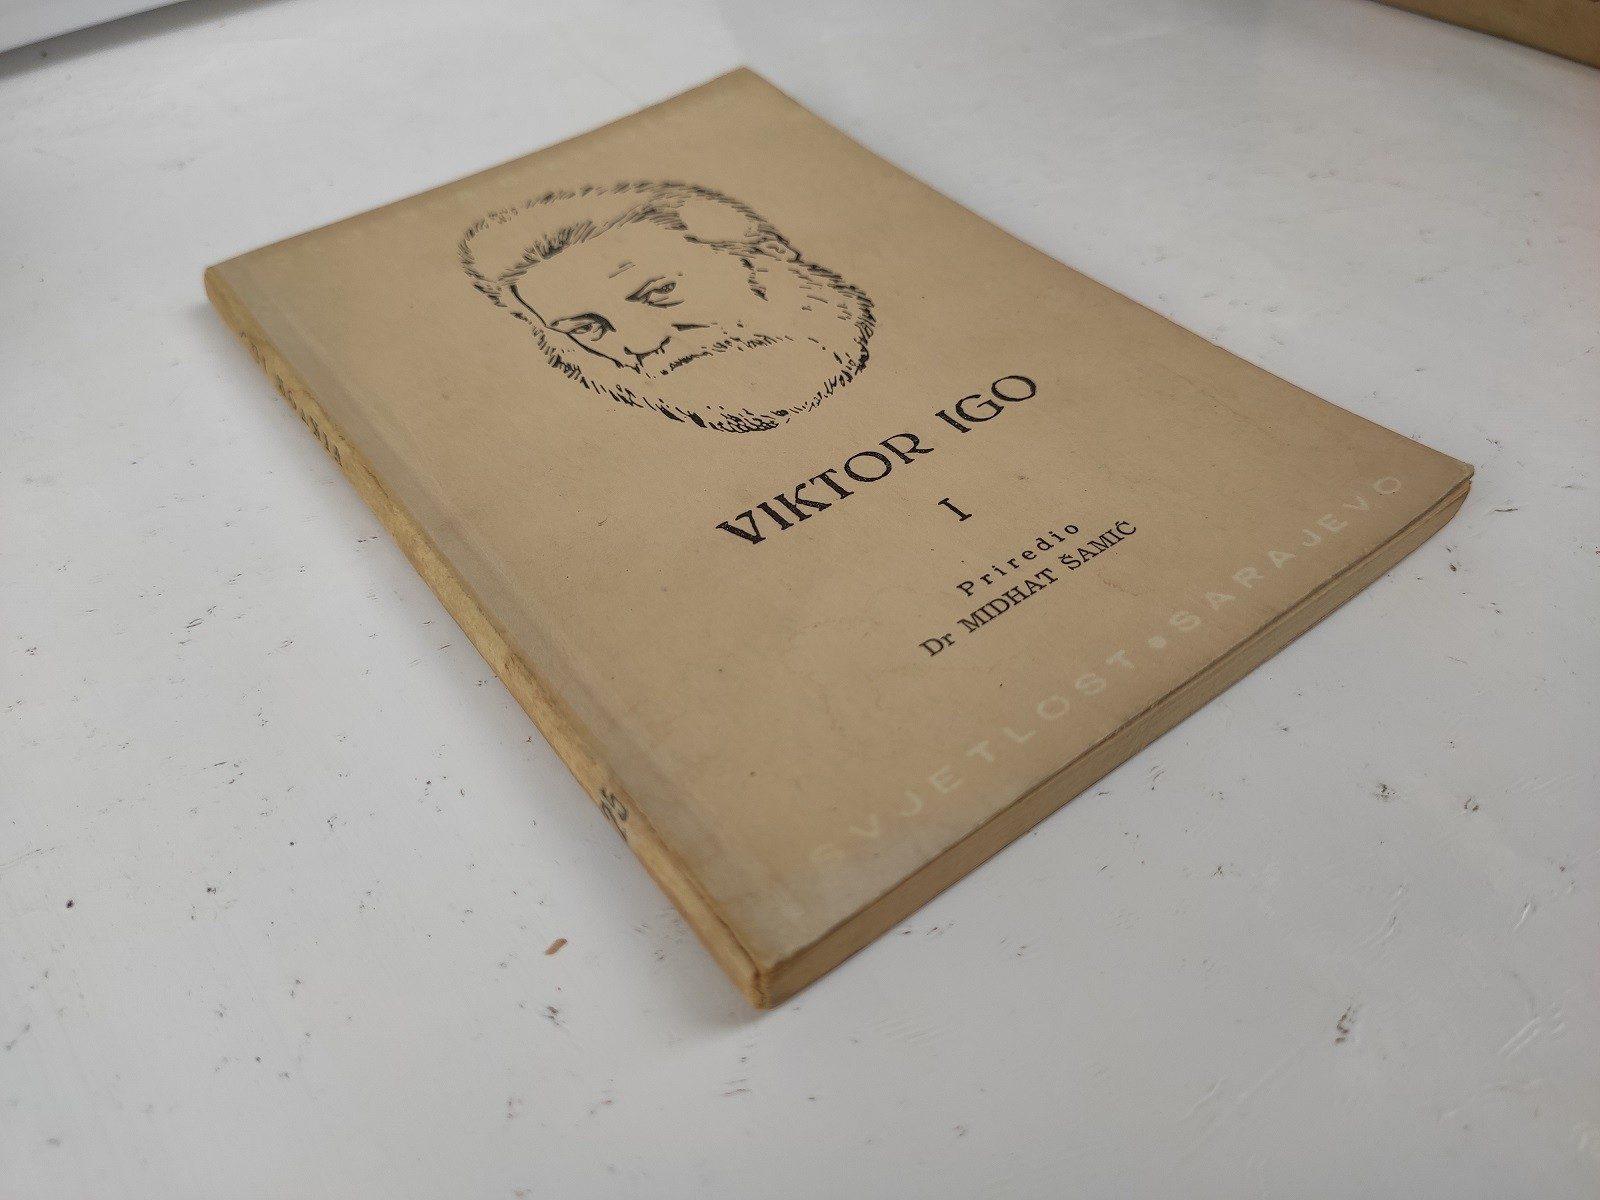 VIKTOR IGO
I
Priredio
Dr MIDHAT ŠAMIĆ
SVJETLOST • SARAJEVO